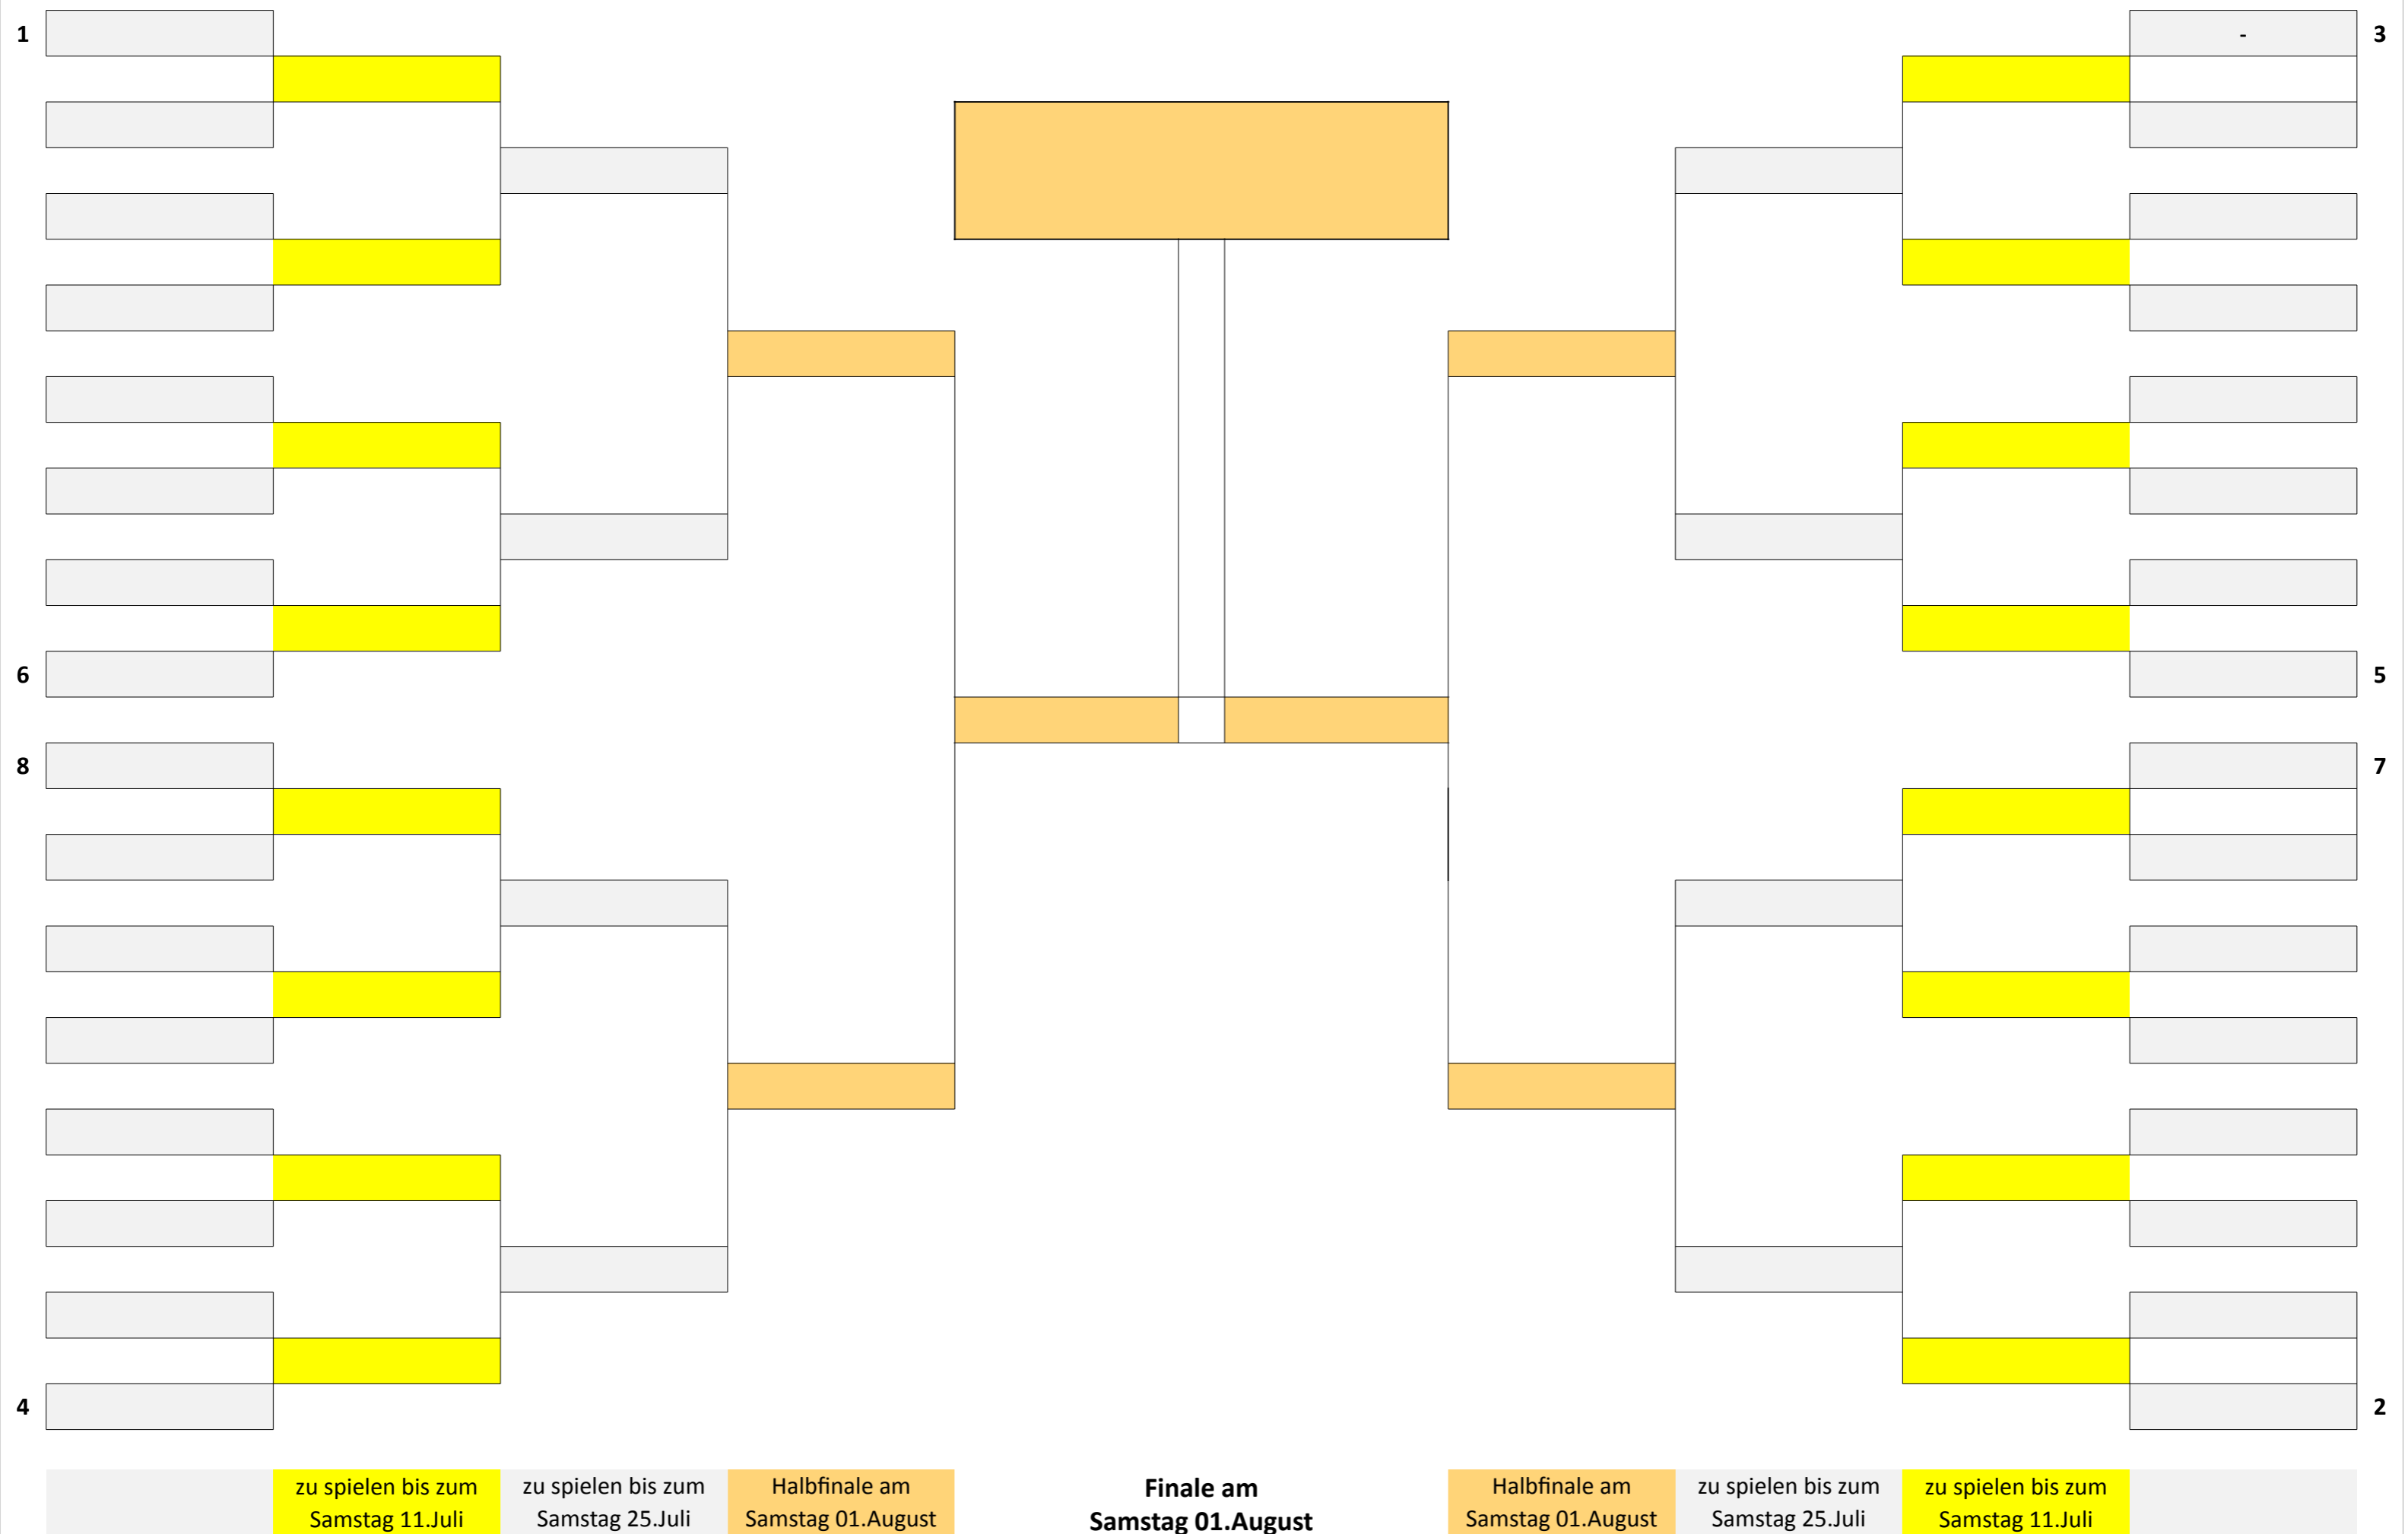 1
-
3
6
5
8
7
4
2
zu spielen bis zum
Samstag 11.Juli
zu spielen bis zum
Samstag 25.Juli
Halbfinale am
Samstag 01.August
Finale am
Samstag 01.August
Halbfinale am
Samstag 01.August
zu spielen bis zum
Samstag 25.Juli
zu spielen bis zum
Samstag 11.Juli